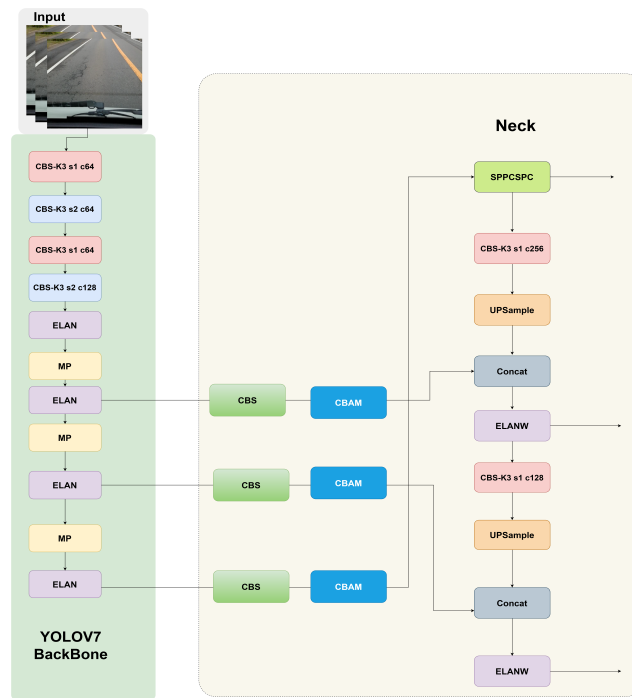 Input
CBS-K3 s1 c64
CBS-K3 s2 c64
CBS-K3 s1 c64
CBS-K3 s2 c128
ELAN
MP
ELAN
MP
ELAN
MP
ELAN
YOLOV7
BackBone
CBS
CBAM
CBS
CBAM
CBS
CBAM
Neck
SPPCSPC
CBS-K3 s1 c256
UPSample
Concat
ELANW
CBS-K3 s1 c128
UPSample
Concat
ELANW